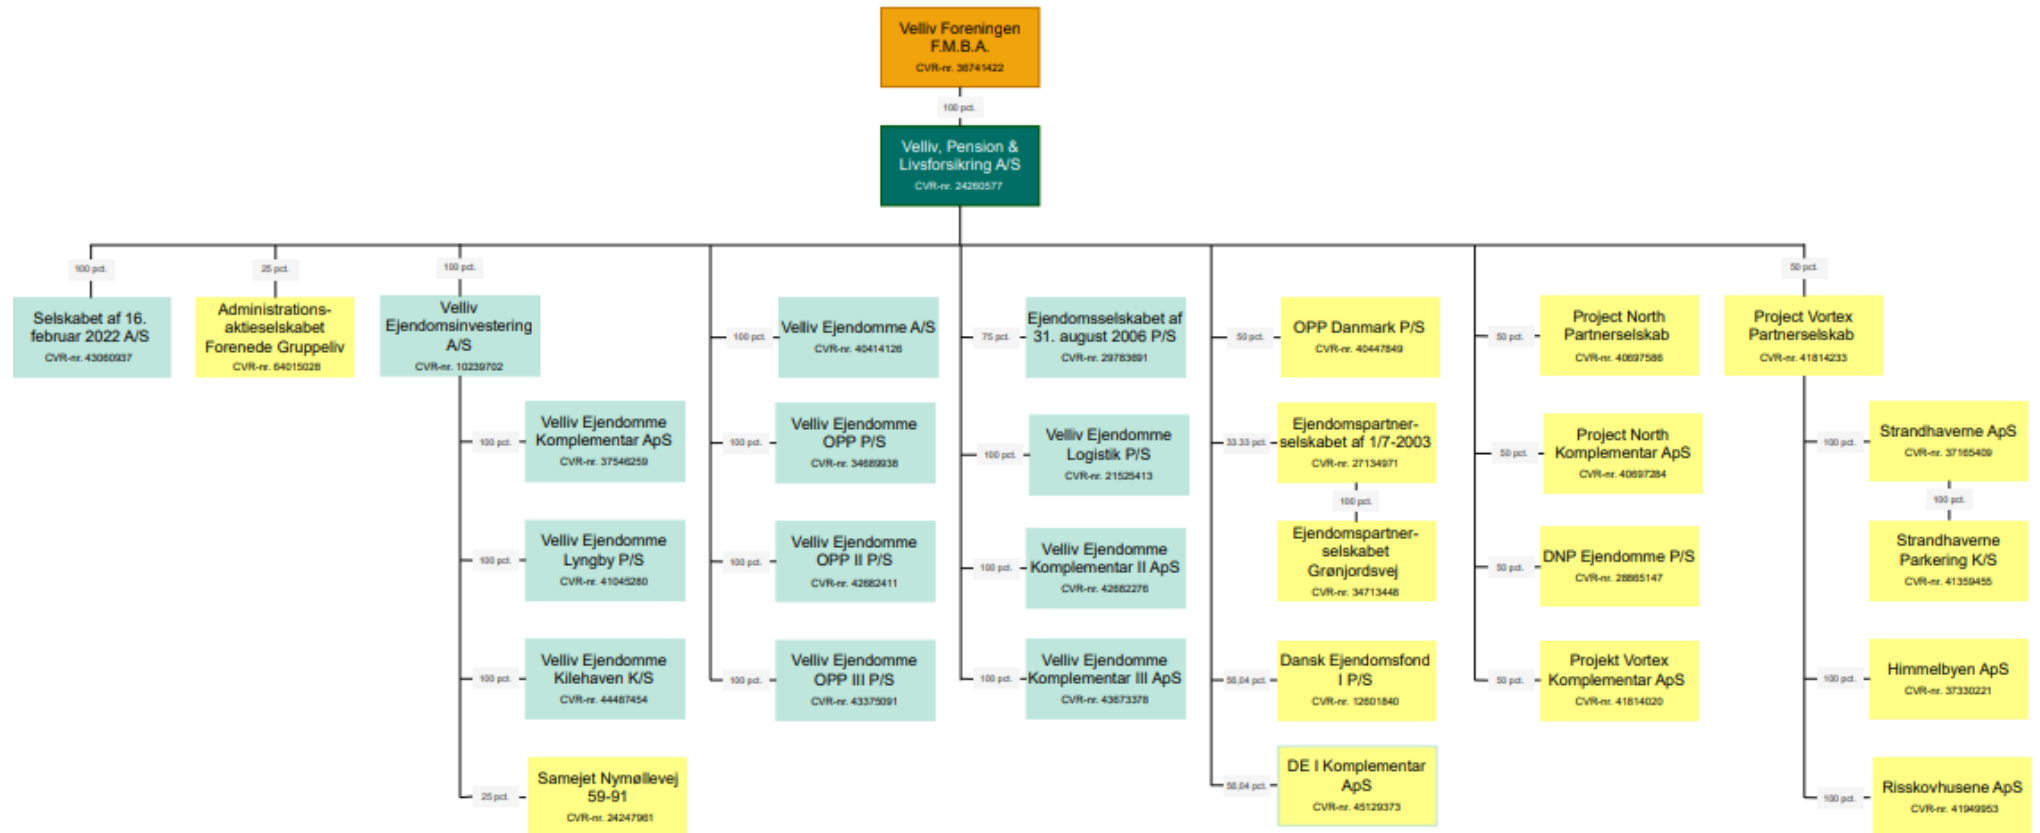 Velliv Foreningen
F.M.B.A.
CVR-nr. 36741422
100 pct.
Velliv, Pension &
Livsforsikring A/S
CVR-nr. 24260577
100 pct.
Selskabet af 16.
februar 2022 A/S
CVR-nr. 43060937
25 pct.
Administrations-
aktieselskabet
Forenede Gruppeliv
CVR-nr. 64015028
100 pct.
Velliv
Ejendomsinvestering
A/S
CVR-nr. 10239702
100 pct.
Velliv Ejendomme
Komplementar ApS
CVR-nr. 37546259
100 pct.
Velliv Ejendomme
Lyngby P/S
CVR-nr. 41045280
100 pct.
Velliv Ejendomme
Kilehaven K/S
CVR-nr. 44487454
25 pct.
Samejet Nymøllevej
59-91
CVR-nr. 24247961
100 pct.
Velliv Ejendomme A/S
CVR-nr. 40414126
100 pct.
Velliv Ejendomme
OPP P/S
CVR-nr. 34689938
100 pct.
Velliv Ejendomme
OPP II P/S
CVR-nr. 42682411
100 pct.
Velliv Ejendomme
OPP III P/S
CVR-nr. 43375091
75 pct.
Ejendomsselskabet af
31. august 2006 P/S
CVR-nr. 29783691
100 pct.
Velliv Ejendomme
Logistik P/S
CVR-nr. 21525413
100 pct.
Velliv Ejendomme
Komplementar II ApS
CVR-nr. 42682276
100 pct.
Velliv Ejendomme
Komplementar III ApS
CVR-nr. 43673378
50 pct.
OPP Danmark P/S
CVR-nr. 40447849
33.33 pct.
Ejendomspartner-
selskabet af 1/7-2003
CVR-nr. 27134971
100 pct.
Ejendomspartner-
selskabet
Grønjordsvej
CVR-nr. 34713448
56,04 pct.
Dansk Ejendomsfond
I P/S
CVR-nr. 12601840
56,04 pct.
DE I Komplementar
ApS
CVR-nr. 45129373
50 pct.
Project North
Partnerselskab
CVR-nr. 40697586
50 pct.
Project North
Komplementar ApS
CVR-nr. 40697284
50 pct.
DNP Ejendomme P/S
CVR-nr. 28865147
50 pct.
Projekt Vortex
Komplementar ApS
CVR-nr. 41814020
50 pct.
Project Vortex
Partnerselskab
CVR-nr. 41814233
100 pct.
Strandhaverne ApS
CVR-nr. 37165409
100 pct.
Strandhaverne
Parkering K/S
CVR-nr. 41359455
100 pct.
Himmelbyen ApS
CVR-nr. 37330221
100 pct.
Risskovhusene ApS
CVR-nr. 41949953